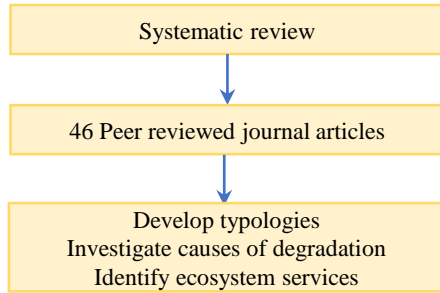 Systematic review
46 Peer reviewed journal articles
Develop typologies
Investigate causes of degradation
Identify ecosystem services